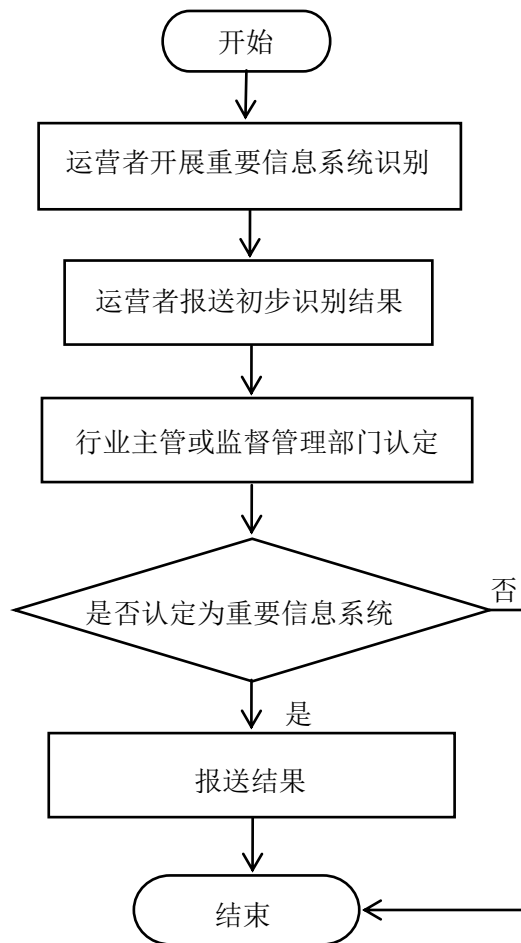 开始
运营者开展重要信息系统识别
运营者报送初步识别结果
行业主管或监督管理部门认定
是否认定为重要信息系统
否
是
报送结果
结束